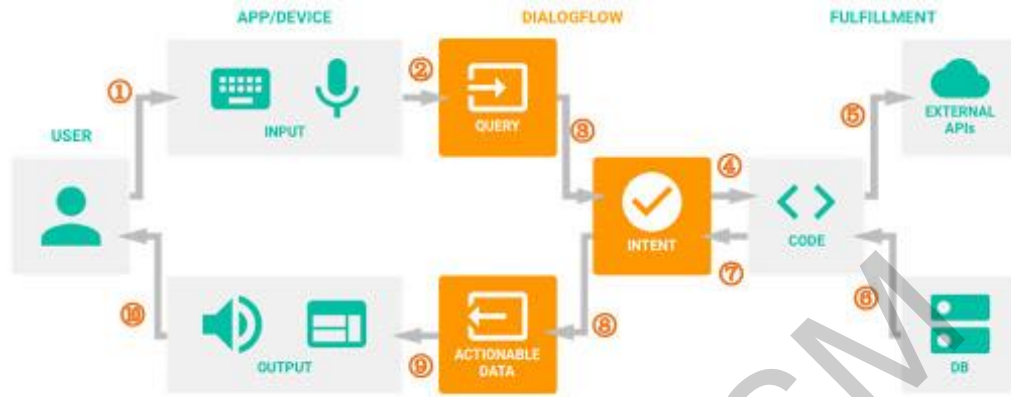 APP/DEVICE
DIALOGFLOW
FULFILLMENT
①
②
INPUT
QUERY
③
⑤
EXTERNAL
APIs
USER
④
INTENT
CODE
⑦
⑩
OUTPUT
⑨
ACTIONABLE
DATA
⑧
⑥
DB